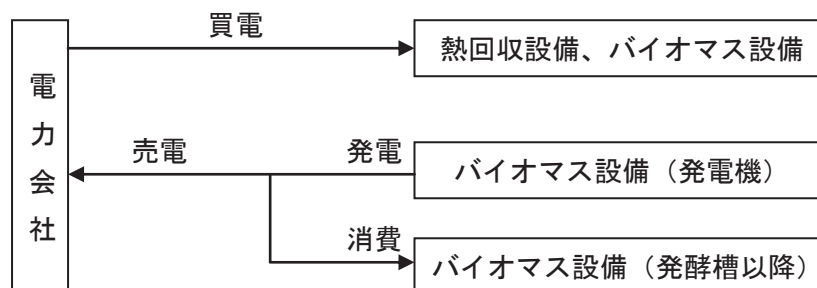 買電
熱回収設備、バイオマス設備
電力会社
売電
発電
バイオマス設備（発電機）
消費
バイオマス設備（発酵槽以降）